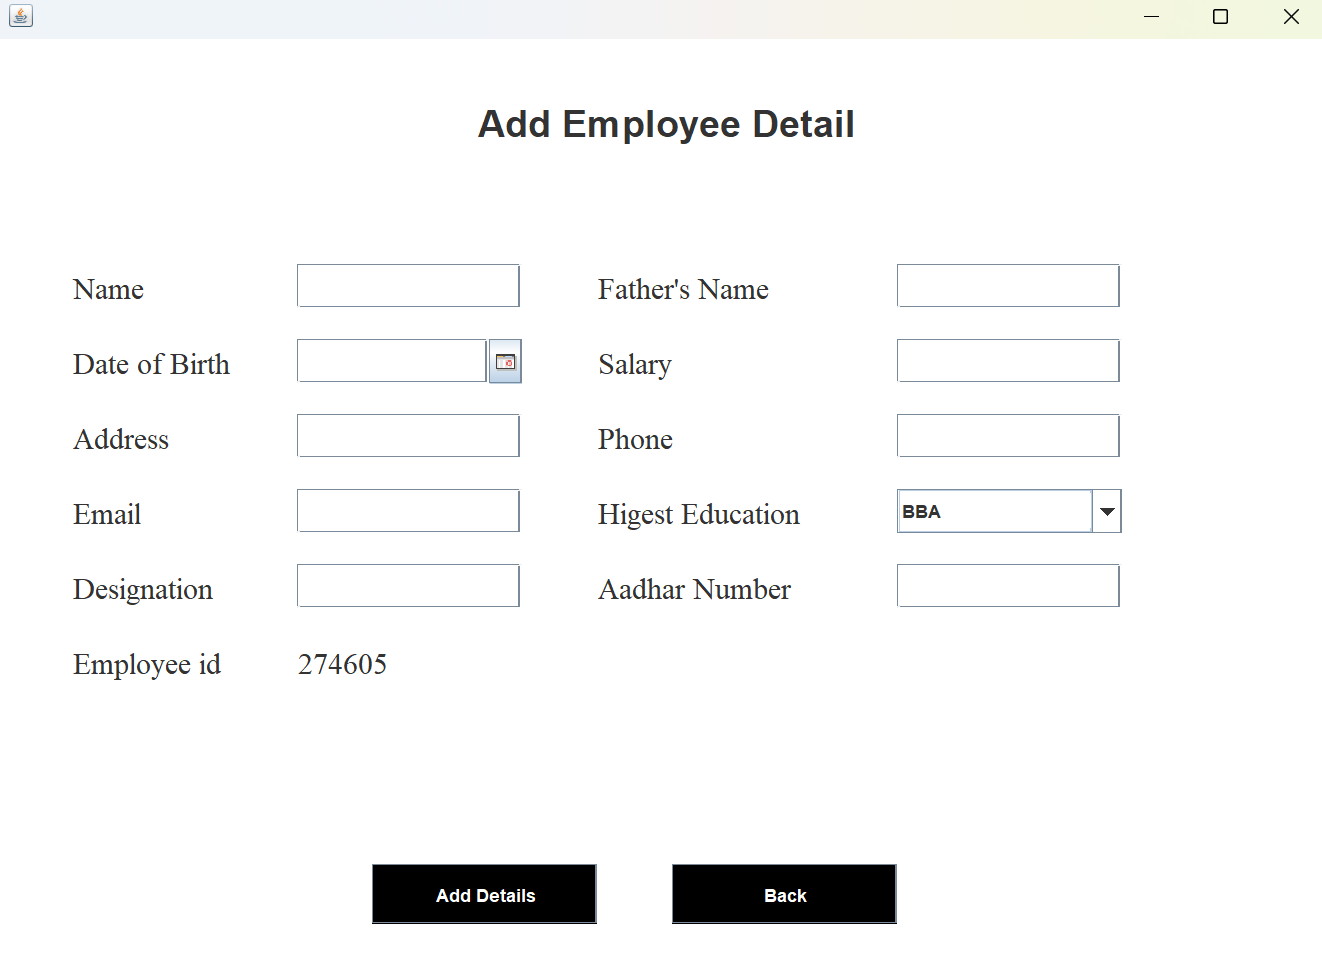 Add Employee Detail
Name
Father's Name
Date of Birth
Salary
Address
Phone
Email
Higest Education
BBA
Designation
Aadhar Number
Employee id
274605
Add Details
Back